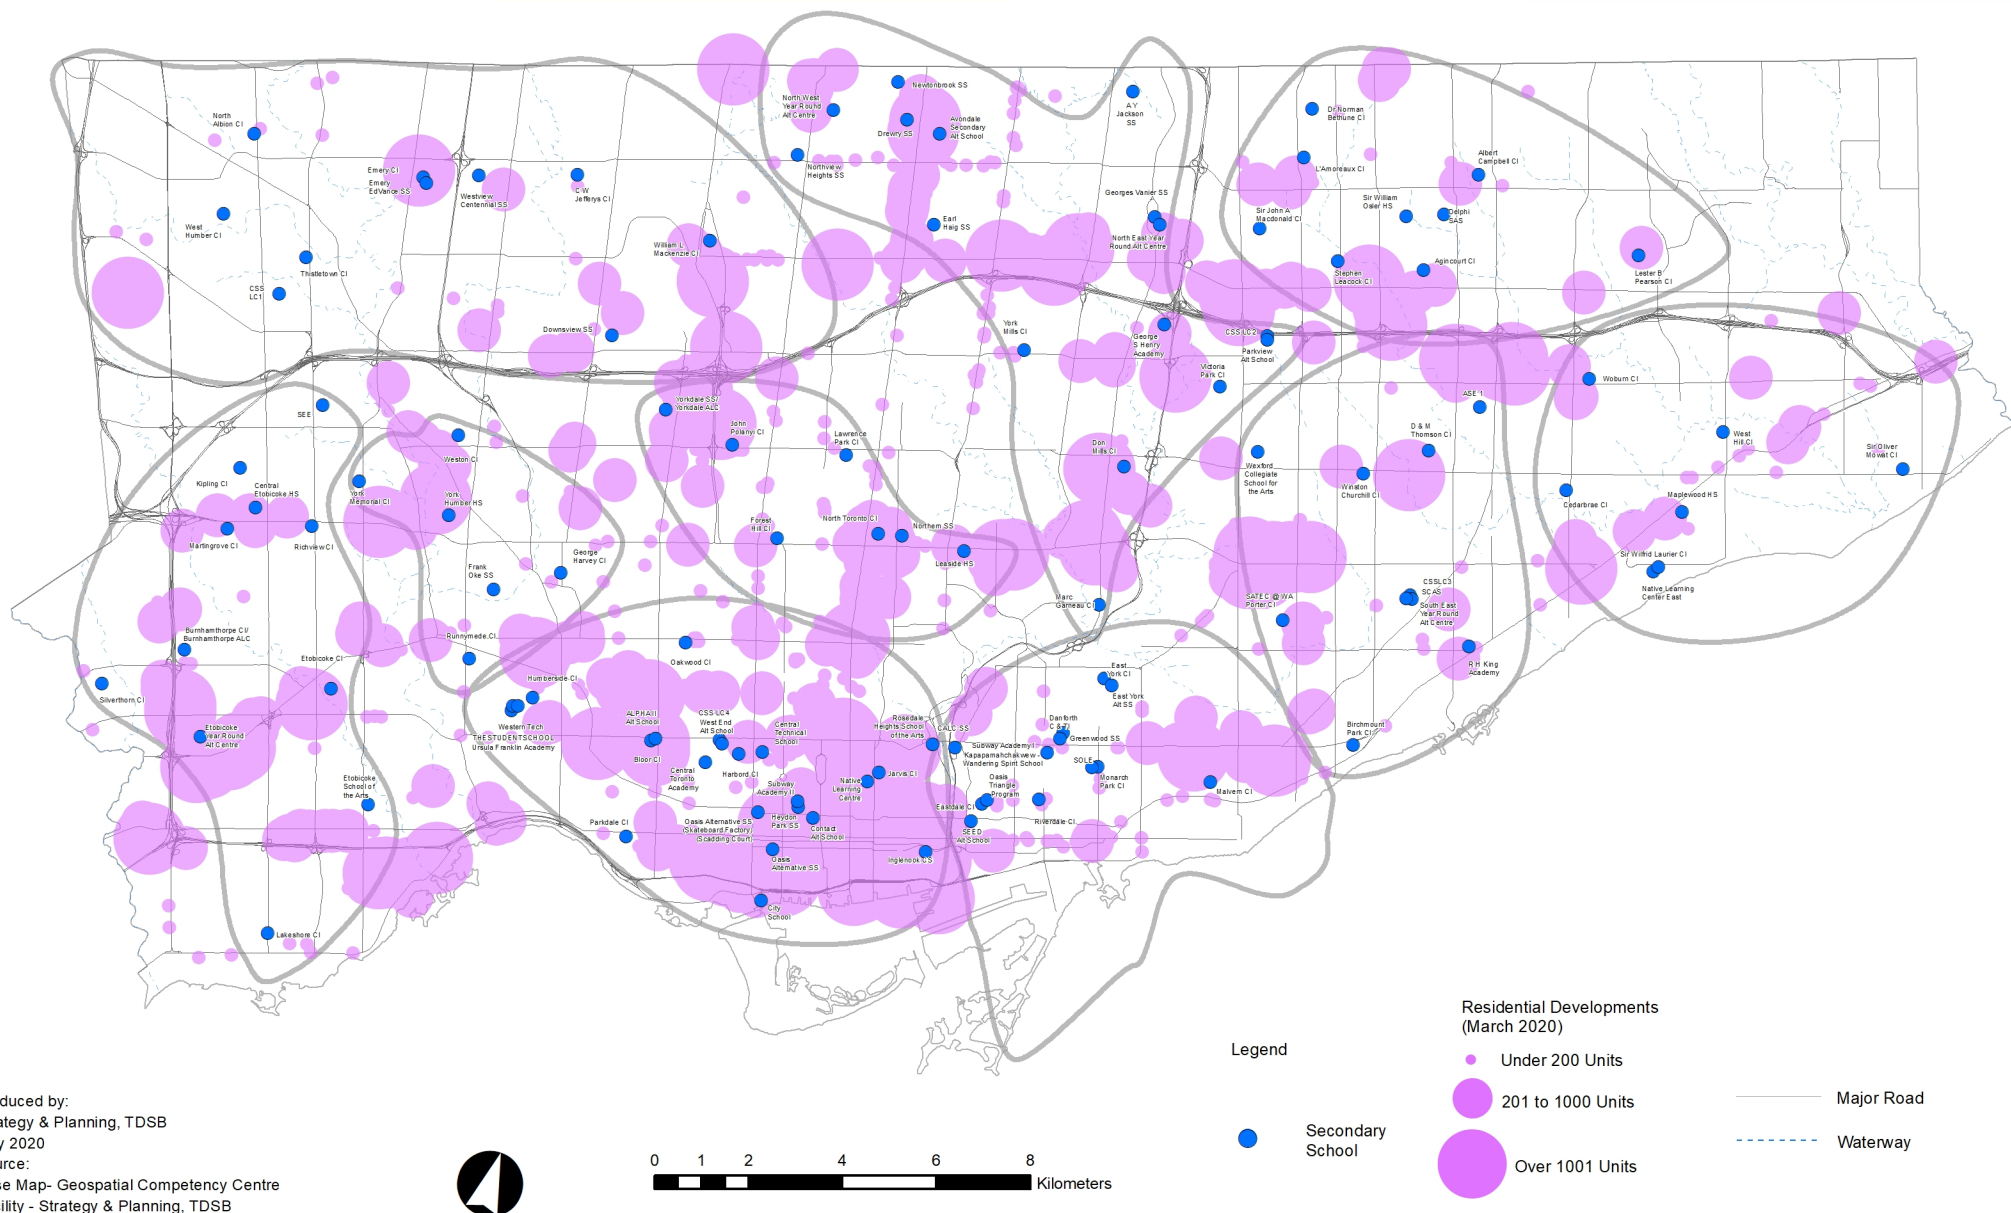 North
Albion CI
Emery CI
Emery
EdVance SS
Westview
Centennial SS
C W
Jefferys CI
West
Humber CI
Thistletown CI
CSS
LC1
William L
Mackenzie CI
Downsview SS
North West
Year Round
Alt Centre
Newtonbrook SS
Drewry SS
Avondale
Secondary
Alt School
Northview
Heights SS
Earl
Haig SS
A Y
Jackson
SS
Georges Vanier SS
North East Year
Round Alt Centre
Dr Norman
Bethune CI
L'Amoreaux CI
Albert
Campbell CI
Sir William
Osler HS
Delphi
SAS
Sir John A
Macdonald CI
Stephen
Leacock CI
Agincourt CI
Lester B
Pearson CI
York
Mills CI
George
S Henry
Academy
CSS LC2
Parkview
Alt School
Victoria
Park CI
Woburn CI
ASE 1
SEE
Weston CI
Yorkdale SS/
Yorkdale ALC
John
Polanyi CI
Lawrence
Park CI
Don
Mills CI
Wexford
Collegiate
School for
the Arts
D & M
Thomson CI
Winston
Churchill CI
West
Hill CI
Sir Oliver
Mowat CI
Kipling CI
Central
Etobicoke HS
York
Memorial CI
York
Humber HS
Martingrove CI
Richview CI
Forest
Hill CI
North Toronto CI
Northern SS
Leaside HS
Cedarbrae CI
Maplewood HS
Sir Wilfrid Laurier CI
Native Learning
Center East
George
Harvey CI
Frank
Oke SS
Marc
Garneau CI
SATEC @ WA
Porter CI
CSSLC3
SCAS
South East
Year Round
Alt Centre
R H King
Academy
Burnhamthorpe CI/
Burnhamthorpe ALC
Etobicoke CI
Silverthorn CI
Runnymede CI
Oakwood CI
Humberside CI
Western Tech
THESTUDENTSCHOOL
Ursula Franklin Academy
Etobicoke
Year Round
Alt Centre
Etobicoke
School of
the Arts
ALPHA II
Alt School
Bloor CI
CSS LC4
West End
Alt School
Central
Technical
School
Central
Toronto
Academy
Harbord CI
Rosedale
Heights School
of the Arts
CALC SS
East
York CI
East York
Alt SS
Danforth
C & TI
Greenwood SS
Subway Academy I
Kapapamahchakwew -
Wandering Spirit School
SOLE
Monarch
Park CI
Oasis
Triangle
Program
Birchmount
Park CI
Malvern CI
Native
Learning
Centre
Jarvis CI
Subway
Academy II
Eastdale CI
Riverdale CI
SEED
Alt School
Parkdale CI
Oasis Alternative SS
(Skateboard Factory)
(Scadding Court)
Heydon
Park SS
Contact
Alt School
Oasis
Alternative SS
Inglenook CS
City
School
Lakeshore CI
Residential Developments
(March 2020)
Legend
Under 200 Units
201 to 1000 Units
Over 1001 Units
Secondary
School
Major Road
Waterway
0 1 2 4 6 8
Kilometers
duced by:
ategy & Planning, TDSB
y 2020
urce:
se Map- Geospatial Competency Centre
cility - Strategy & Planning, TDSB